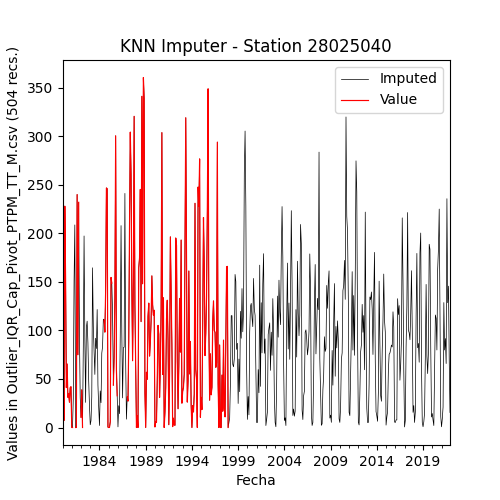 KNN Imputer - Station 28025040
Values in Outlier_IQR_Cap_Pivot_PTPM_TT_M.csv (504 recs.)
350
300
250
200
150
100
50
0
Imputed
Value
1984 1989 1994 1999 2004 2009 2014 2019
Fecha